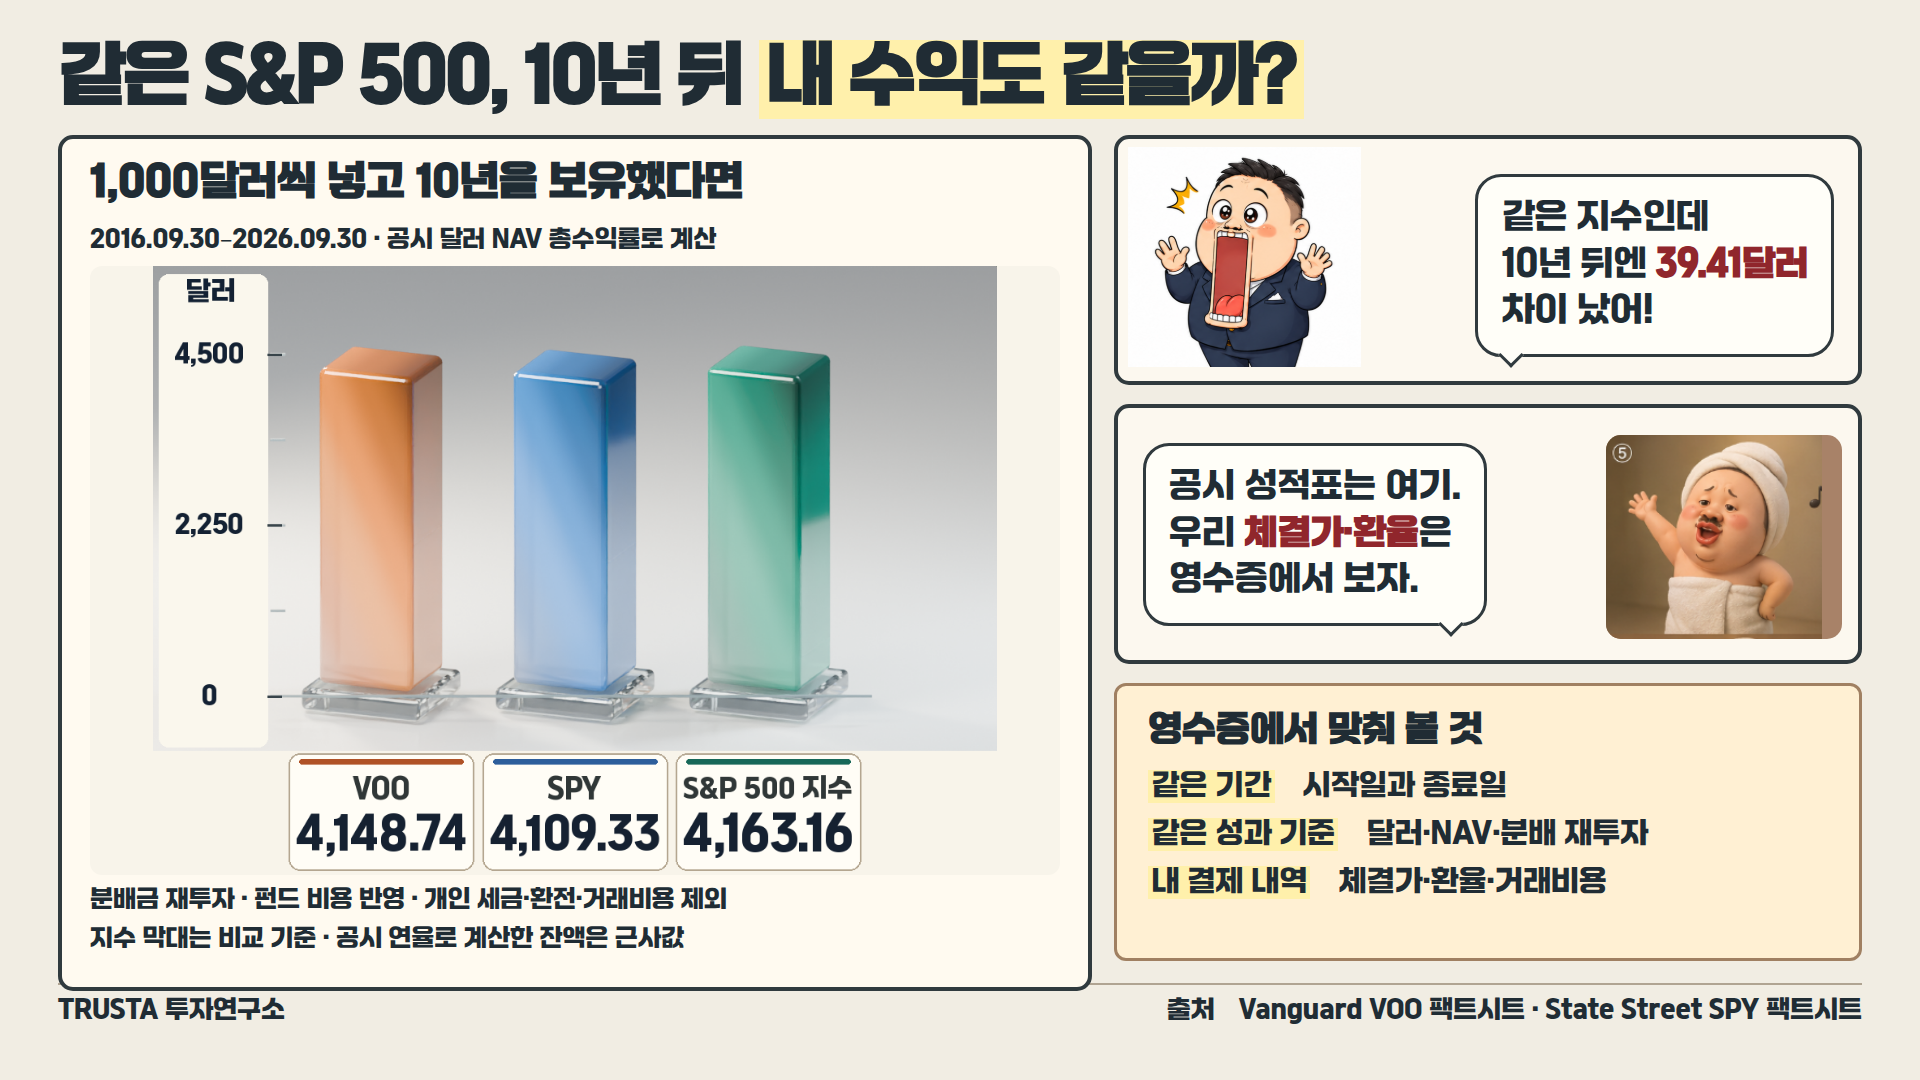 같은 S&P 500, 10년 뒤 내 수익도 같을까?
1,000달러씩 넣고 10년을 보유했다면
2016.09.30–2026.09.30 · 공시 달러 NAV 총수익률로 계산
달러
4,500
2,250
0
VOO
4,148.74
SPY
4,109.33
S&P 500 지수
4,163.16
분배금 재투자 · 펀드 비용 반영 · 개인 세금·환전·거래비용 제외
지수 막대는 비교 기준 · 공시 연율로 계산한 잔액은 근사값
같은 지수인데
10년 뒤엔 39.41달러
차이 났어!
공시 성적표는 여기.
우리 체결가·환율은
영수증에서 보자.
⑤
영수증에서 맞춰 볼 것
같은 기간 시작일과 종료일
같은 성과 기준 달러·NAV·분배 재투자
내 결제 내역 체결가·환율·거래비용
TRUSTA 투자연구소
출처 Vanguard VOO 팩트시트 · State Street SPY 팩트시트